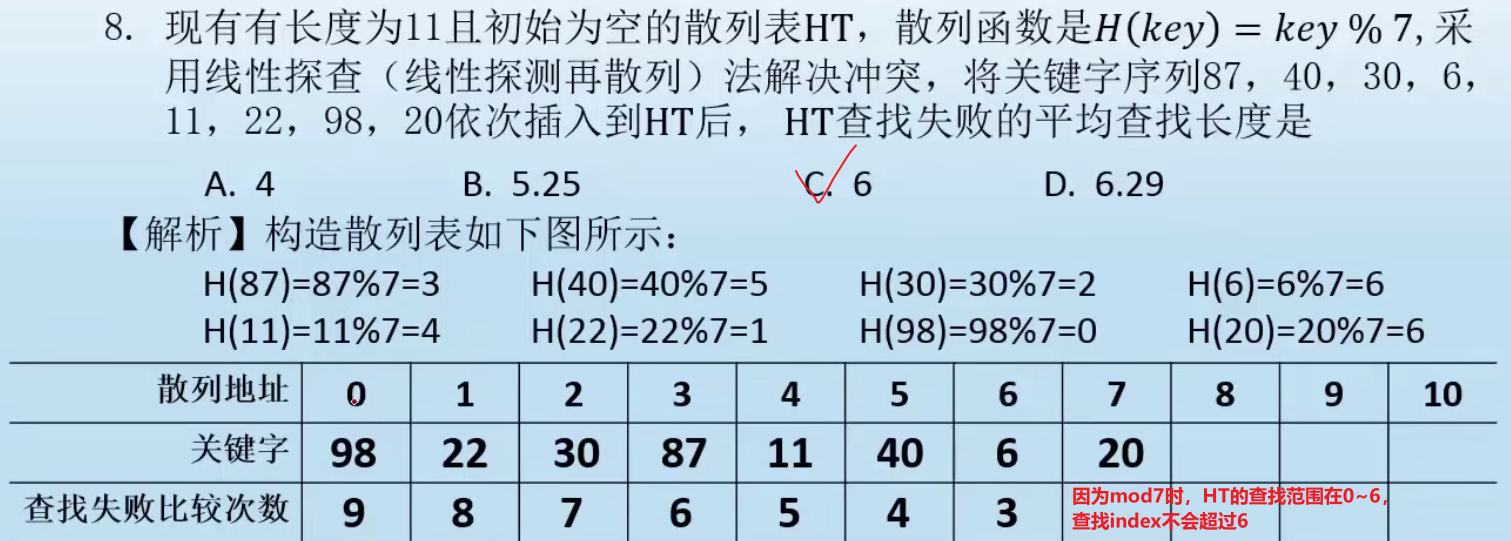 8. 现有有长度为11且初始为空的散列表HT，散列函数是H(key) = key % 7, 采
用线性探查（线性探测再散列）法解决冲突，将关键字序列87，40，30，6，
11，22，98，20依次插入到HT后， HT查找失败的平均查找长度是
A. 4 B. 5.25 C. 6 D. 6.29
【解析】构造散列表如下图所示：
H(87)=87%7=3 H(40)=40%7=5 H(30)=30%7=2 H(6)=6%7=6
H(11)=11%7=4 H(22)=22%7=1 H(98)=98%7=0 H(20)=20%7=6
散列地址 0 1 2 3 4 5 6 7 8 9 10
关键字 98 22 30 87 11 40 6 20
查找失败比较次数 9 8 7 6 5 4 3
因为mod7时，HT的查找范围在0~6，
查找index不会超过6